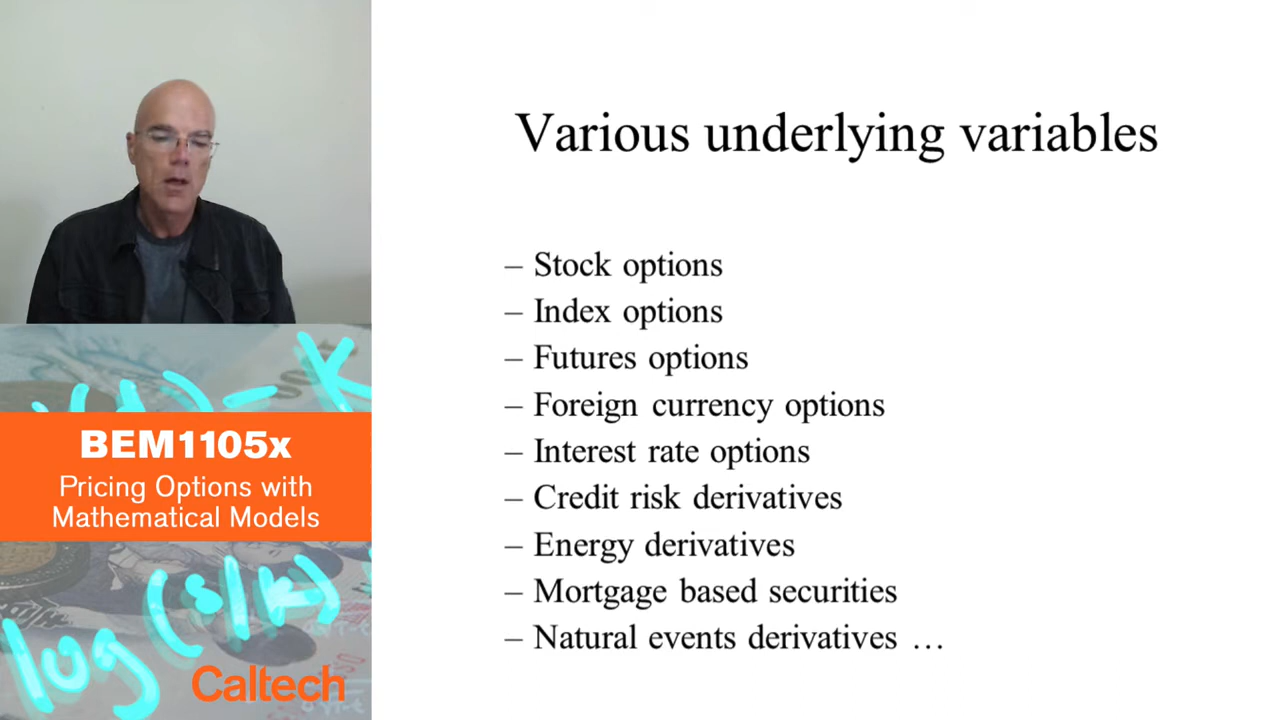 Various underlying variables
– Stock options
– Index options
– Futures options
– Foreign currency options
– Interest rate options
– Credit risk derivatives
– Energy derivatives
– Mortgage based securities
– Natural events derivatives …
– K
BEM1105x
Pricing Options with
Mathematical Models
log (s/k)
Caltech